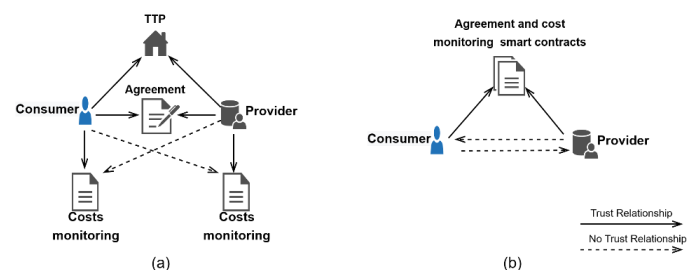 TTP
Agreement
Consumer
Provider
Costs
monitoring
Costs
monitoring
(a)
Agreement and cost
monitoring smart contracts
Consumer
Provider
Trust Relationship
No Trust Relationship
(b)